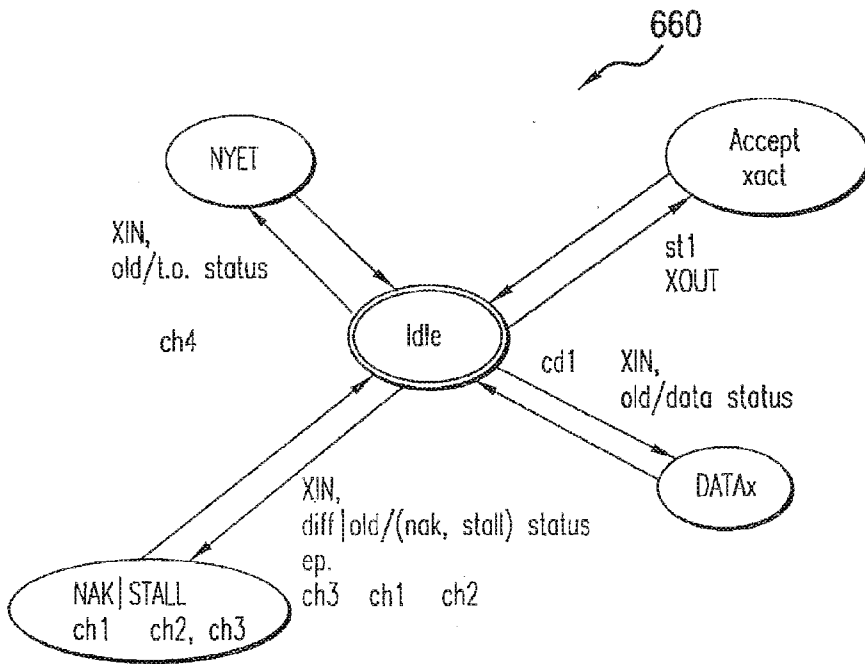 660
NYET
Accept
xact
XIN,
old/t.o. status
st1
XOUT
ch4
Idle
cd1
XIN,
old/data status
DATAx
XIN,
diff|old/(nak, stall) status
ep.
ch3 ch1 ch2
NAK|STALL
ch1 ch2, ch3